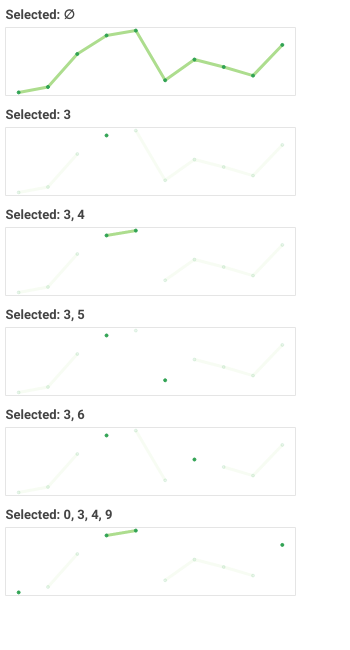 Selected: ∅
Selected: 3
Selected: 3, 4
Selected: 3, 5
Selected: 3, 6
Selected: 0, 3, 4, 9